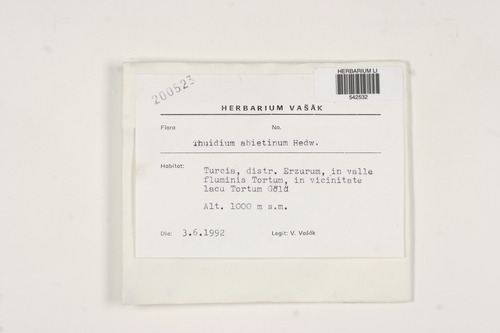 HERBARIUM LI
542532
200523
HERBARIUM VAŠÁK
Flora No.
Thuidium abietinum Hedw.
Habitat: Turcia, distr. Erzurum, in valle
fluminis Tortum, in vicinitate
lacu Tortum Gölü
Alt. 1000 m s.m.
Die: 3.6.1992 Legit: V. Vašák